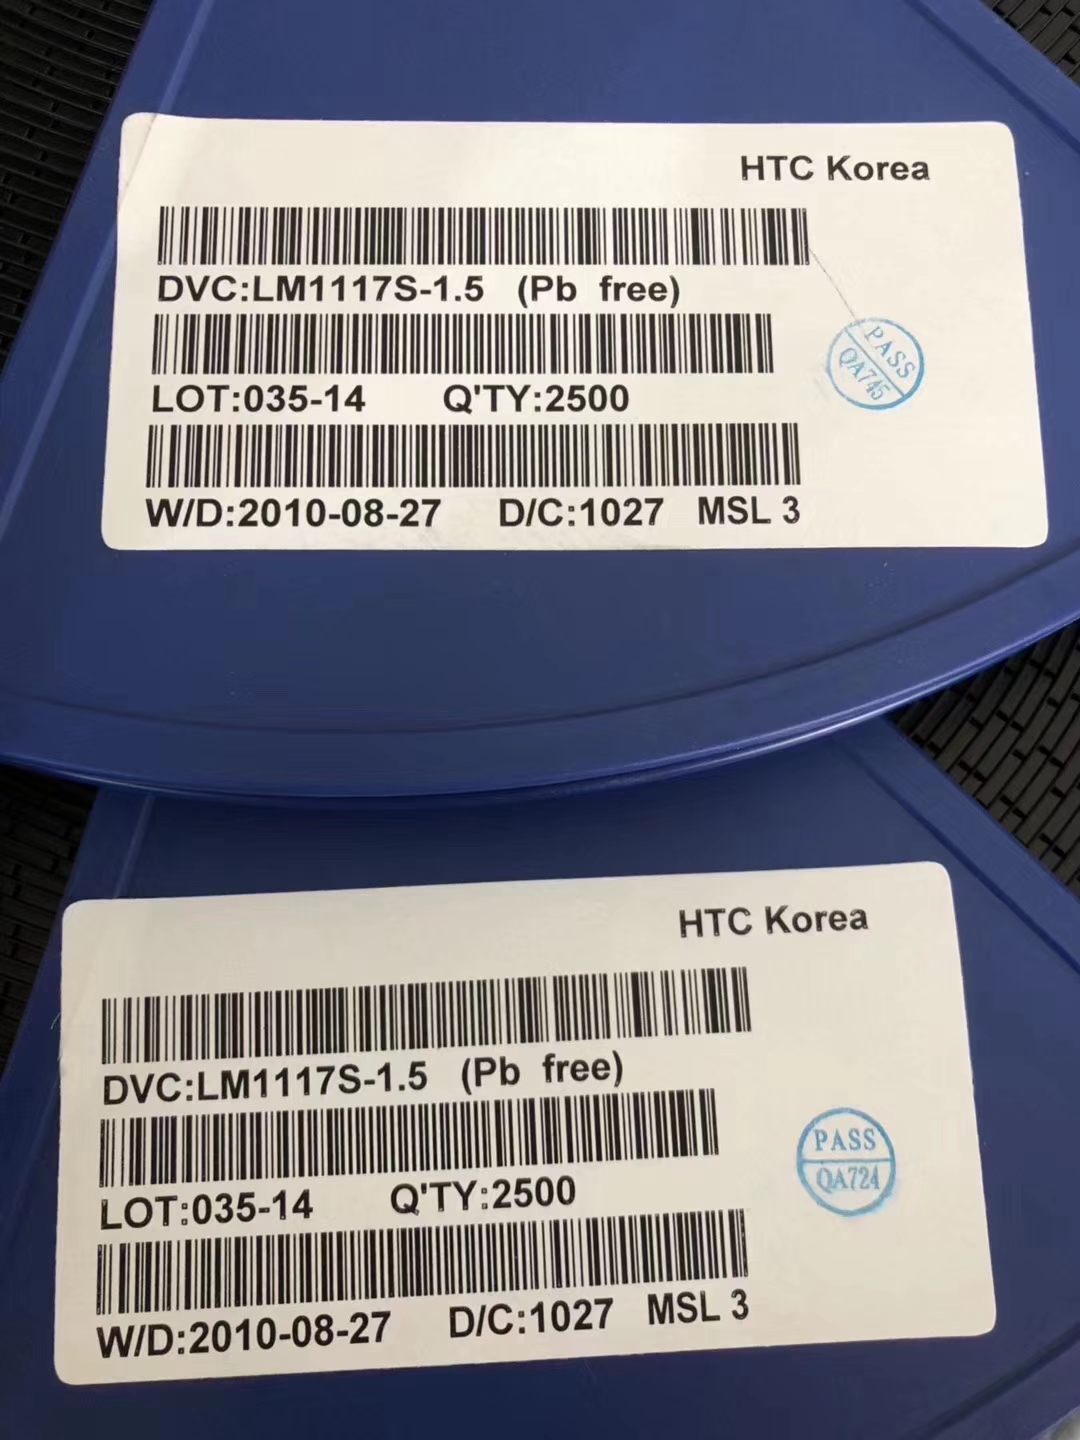 HTC Korea
DVC:LM1117S-1.5 (Pb free)
LOT:035-14 Q'TY:2500
W/D:2010-08-27 D/C:1027 MSL 3
PASS
QA745
HTC Korea
DVC:LM1117S-1.5 (Pb free)
LOT:035-14 Q'TY:2500
W/D:2010-08-27 D/C:1027 MSL 3
PASS
QA724